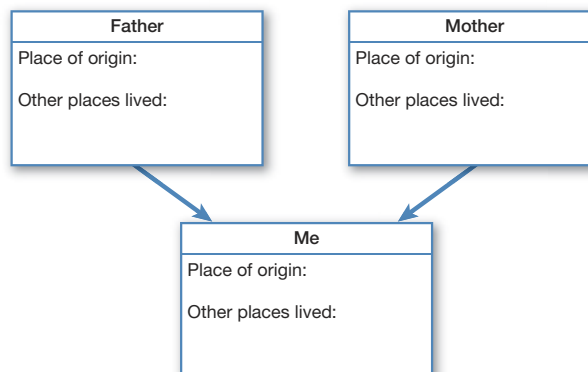 Father
Place of origin:
Other places lived:
Mother
Place of origin:
Other places lived:
Me
Place of origin:
Other places lived: